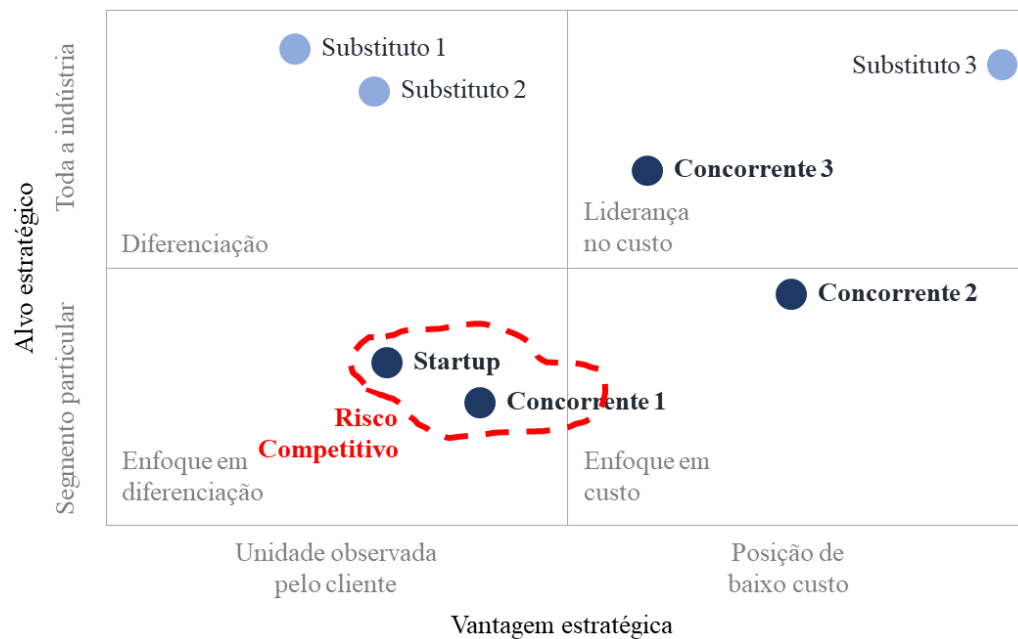 Alvo estratégico
Toda a indústria
Segmento particular
Substituto 1
Substituto 2
Substituto 3
Concorrente 3
Diferenciação
Liderança
no custo
Concorrente 2
Startup
Concorrente 1
Risco
Competitivo
Enfoque em
diferenciação
Enfoque em
custo
Unidade observada
pelo cliente
Posição de
baixo custo
Vantagem estratégica